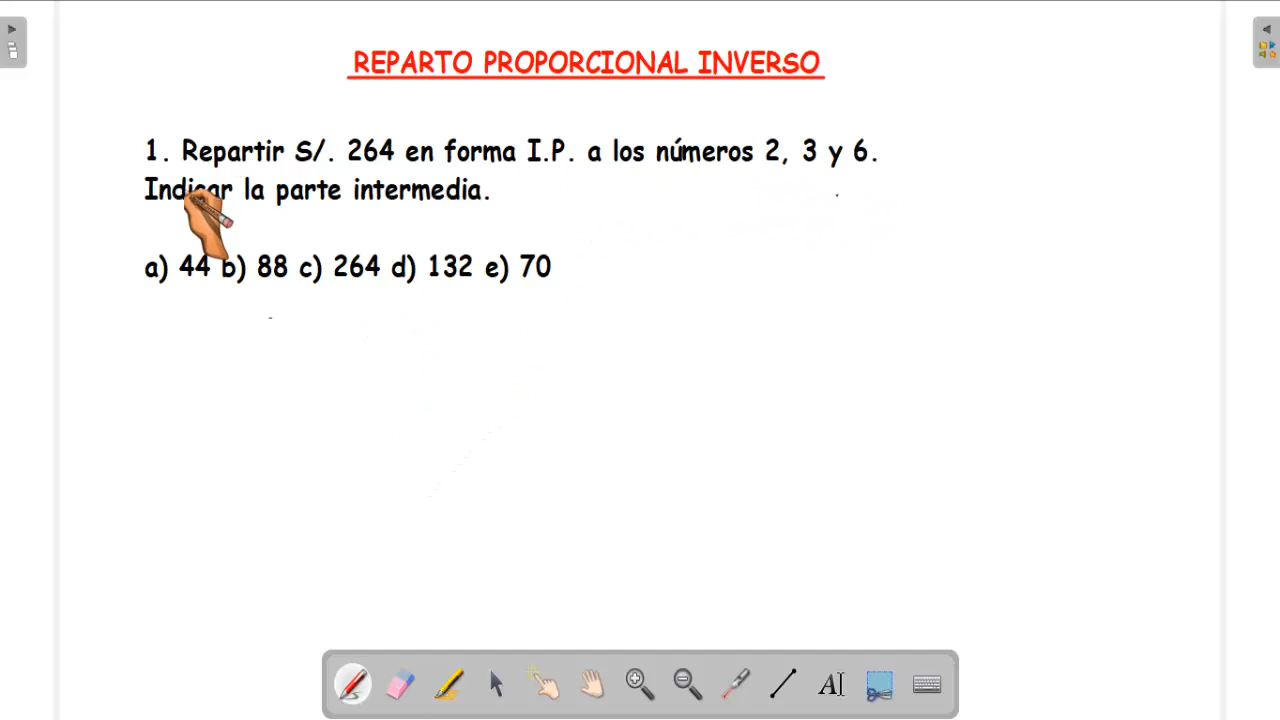 REPARTO PROPORCIONAL INVERSO
1. Repartir S/. 264 en forma I.P. a los números 2, 3 y 6.
Indicar la parte intermedia.
a) 44 b) 88 c) 264 d) 132 e) 70